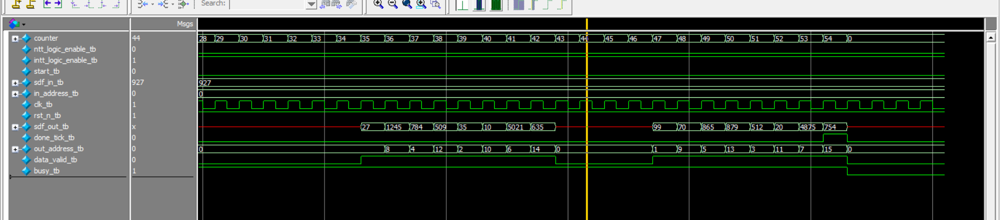 Search:
Msgs
counter 44 28 29 30 31 32 33 34 35 36 37 38 39 40 41 42 43 44 45 46 47 48 49 50 51 52 53 54 0
ntt_logic_enable_tb 0
intt_logic_enable_tb 1
start_tb 0
sdf_in_tb 927 927
in_address_tb 0 0
clk_tb 1
rst_n_tb 1
sdf_out_tb x 27 1245 784 509 35 10 5021 635 99 70 865 879 512 20 4875 754
done_tick_tb 0
out_address_tb 0 0 8 4 12 2 10 6 14 0 1 9 5 13 3 11 7 15 0
data_valid_tb 0
busy_tb 1